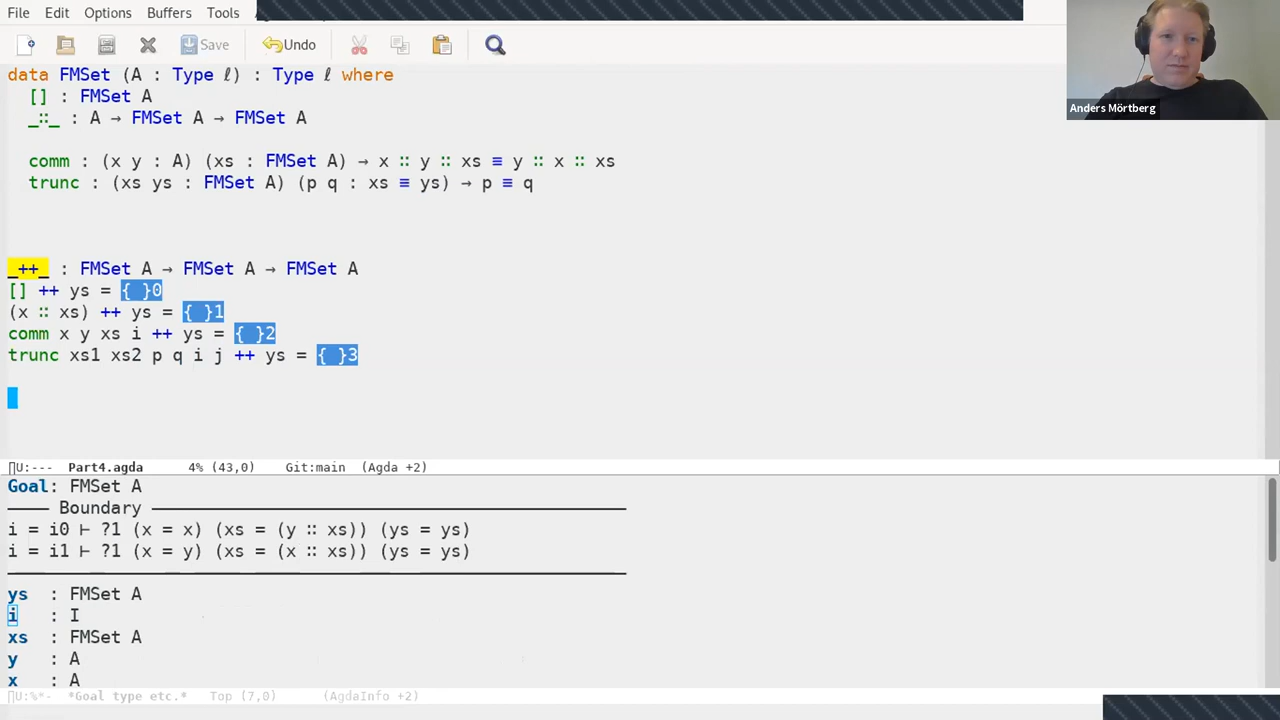 File Edit Options Buffers Tools
Save Undo
Anders Mörtberg
data FMSet (A : Type ℓ) : Type ℓ where
[] : FMSet A
_∷_ : A → FMSet A → FMSet A
comm : (x y : A) (xs : FMSet A) → x ∷ y ∷ xs ≡ y ∷ x ∷ xs
trunc : (xs ys : FMSet A) (p q : xs ≡ ys) → p ≡ q
_++_ : FMSet A → FMSet A → FMSet A
[] ++ ys = { }0
(x ∷ xs) ++ ys = { }1
comm x y xs i ++ ys = { }2
trunc xs1 xs2 p q i j ++ ys = { }3
U:--- Part4.agda 4% (43,0) Git:main (Agda +2)
Goal: FMSet A
Boundary
i = i0 ⊢ ?1 (x = x) (xs = (y ∷ xs)) (ys = ys)
i = i1 ⊢ ?1 (x = y) (xs = (x ∷ xs)) (ys = ys)
ys : FMSet A
i : I
xs : FMSet A
y : A
x : A
U:%*- *Goal type etc.* Top (7,0) (AgdaInfo +2)